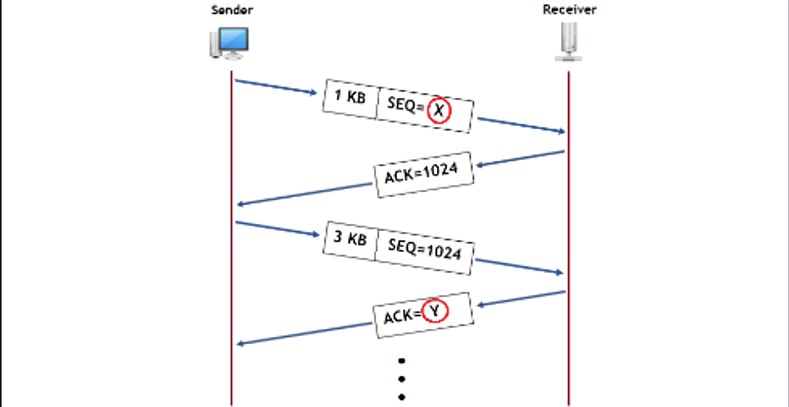 Sender
Receiver
1 KB SEQ= X
ACK=1024
3 KB SEQ=1024
ACK= Y